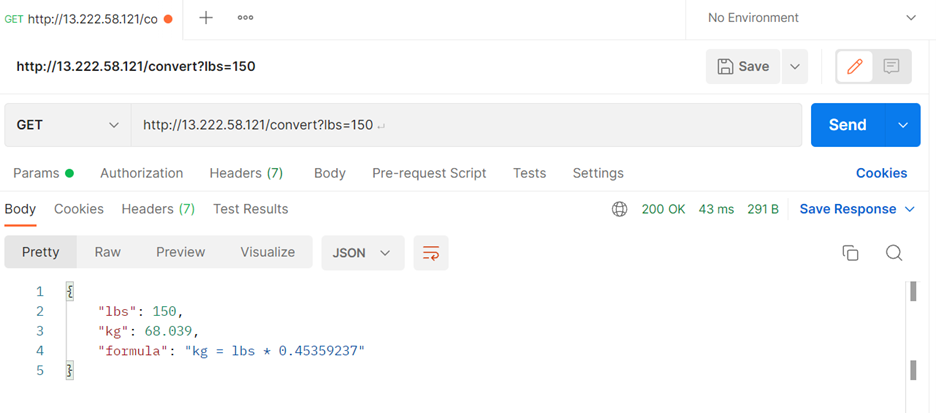 GET http://13.222.58.121/co
No Environment
http://13.222.58.121/convert?lbs=150
Save
GET http://13.222.58.121/convert?lbs=150 ↵
Send
Params Authorization Headers (7) Body Pre-request Script Tests Settings Cookies
Body Cookies Headers (7) Test Results 200 OK 43 ms 291 B Save Response
Pretty Raw Preview Visualize JSON
1 {
2 "lbs": 150,
3 "kg": 68.039,
4 "formula": "kg = lbs * 0.45359237"
5 }